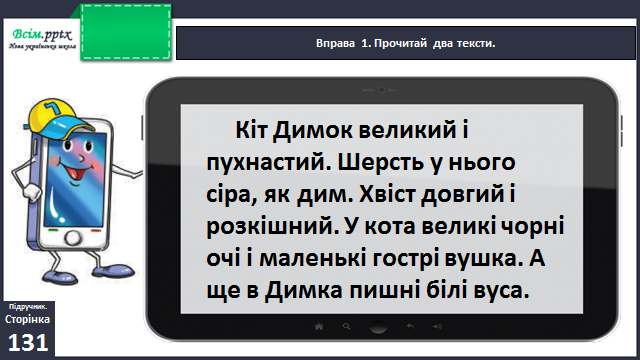 Всім.pptx
Нова українська школа
Вправа 1. Прочитай два тексти.
Кіт Димок великий і
пухнастий. Шерсть у нього
сіра, як дим. Хвіст довгий і
розкішний. У кота великі чорні
очі і маленькі гострі вушка. А
ще в Димка пишні білі вуса.
Підручник.
Сторінка
131